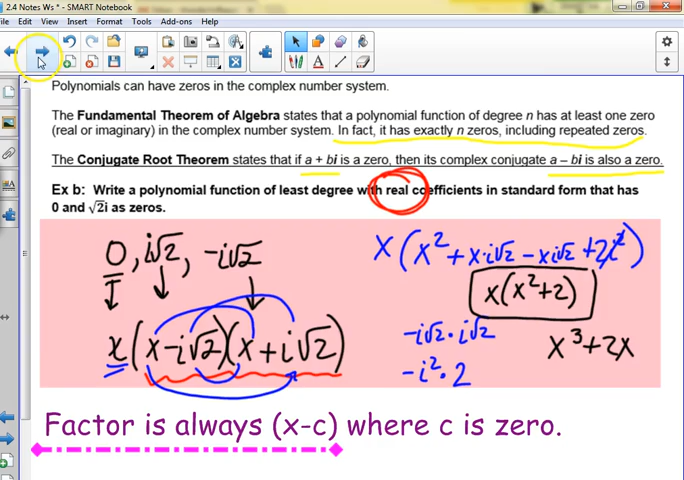 2.4 Notes Ws * - SMART Notebook
Edit View Insert Format Tools Add-ons Help
Polynomials can have zeros in the complex number system.
The Fundamental Theorem of Algebra states that a polynomial function of degree n has at least one zero
(real or imaginary) in the complex number system. In fact, it has exactly n zeros, including repeated zeros.
The Conjugate Root Theorem states that if a + bi is a zero, then its complex conjugate a – bi is also a zero.
Ex b: Write a polynomial function of least degree with real coefficients in standard form that has
0 and √2i as zeros.
0, i√2, -i√2
x(x-i√2)(x+i√2)
x(x²+x·i√2-xi√2+2i²)
x(x²+2)
-i√2·i√2
-i²·2
x³+2x
Factor is always (x-c) where c is zero.